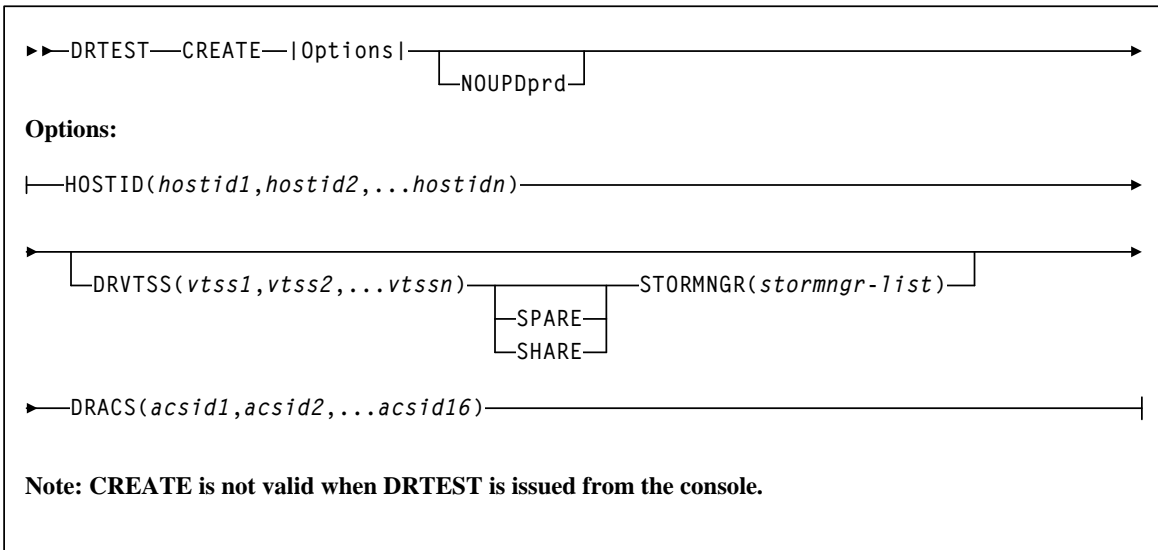 DRTEST CREATE |Options|
NOUPDprd
Options:
HOSTID(hostid1,hostid2,...hostidn)
DRVTSS(vtss1,vtss2,...vtssn) STORMNGR(stormngr-list)
SPARE
SHARE
DRACS(acsid1,acsid2,...acsid16)
Note: CREATE is not valid when DRTEST is issued from the console.